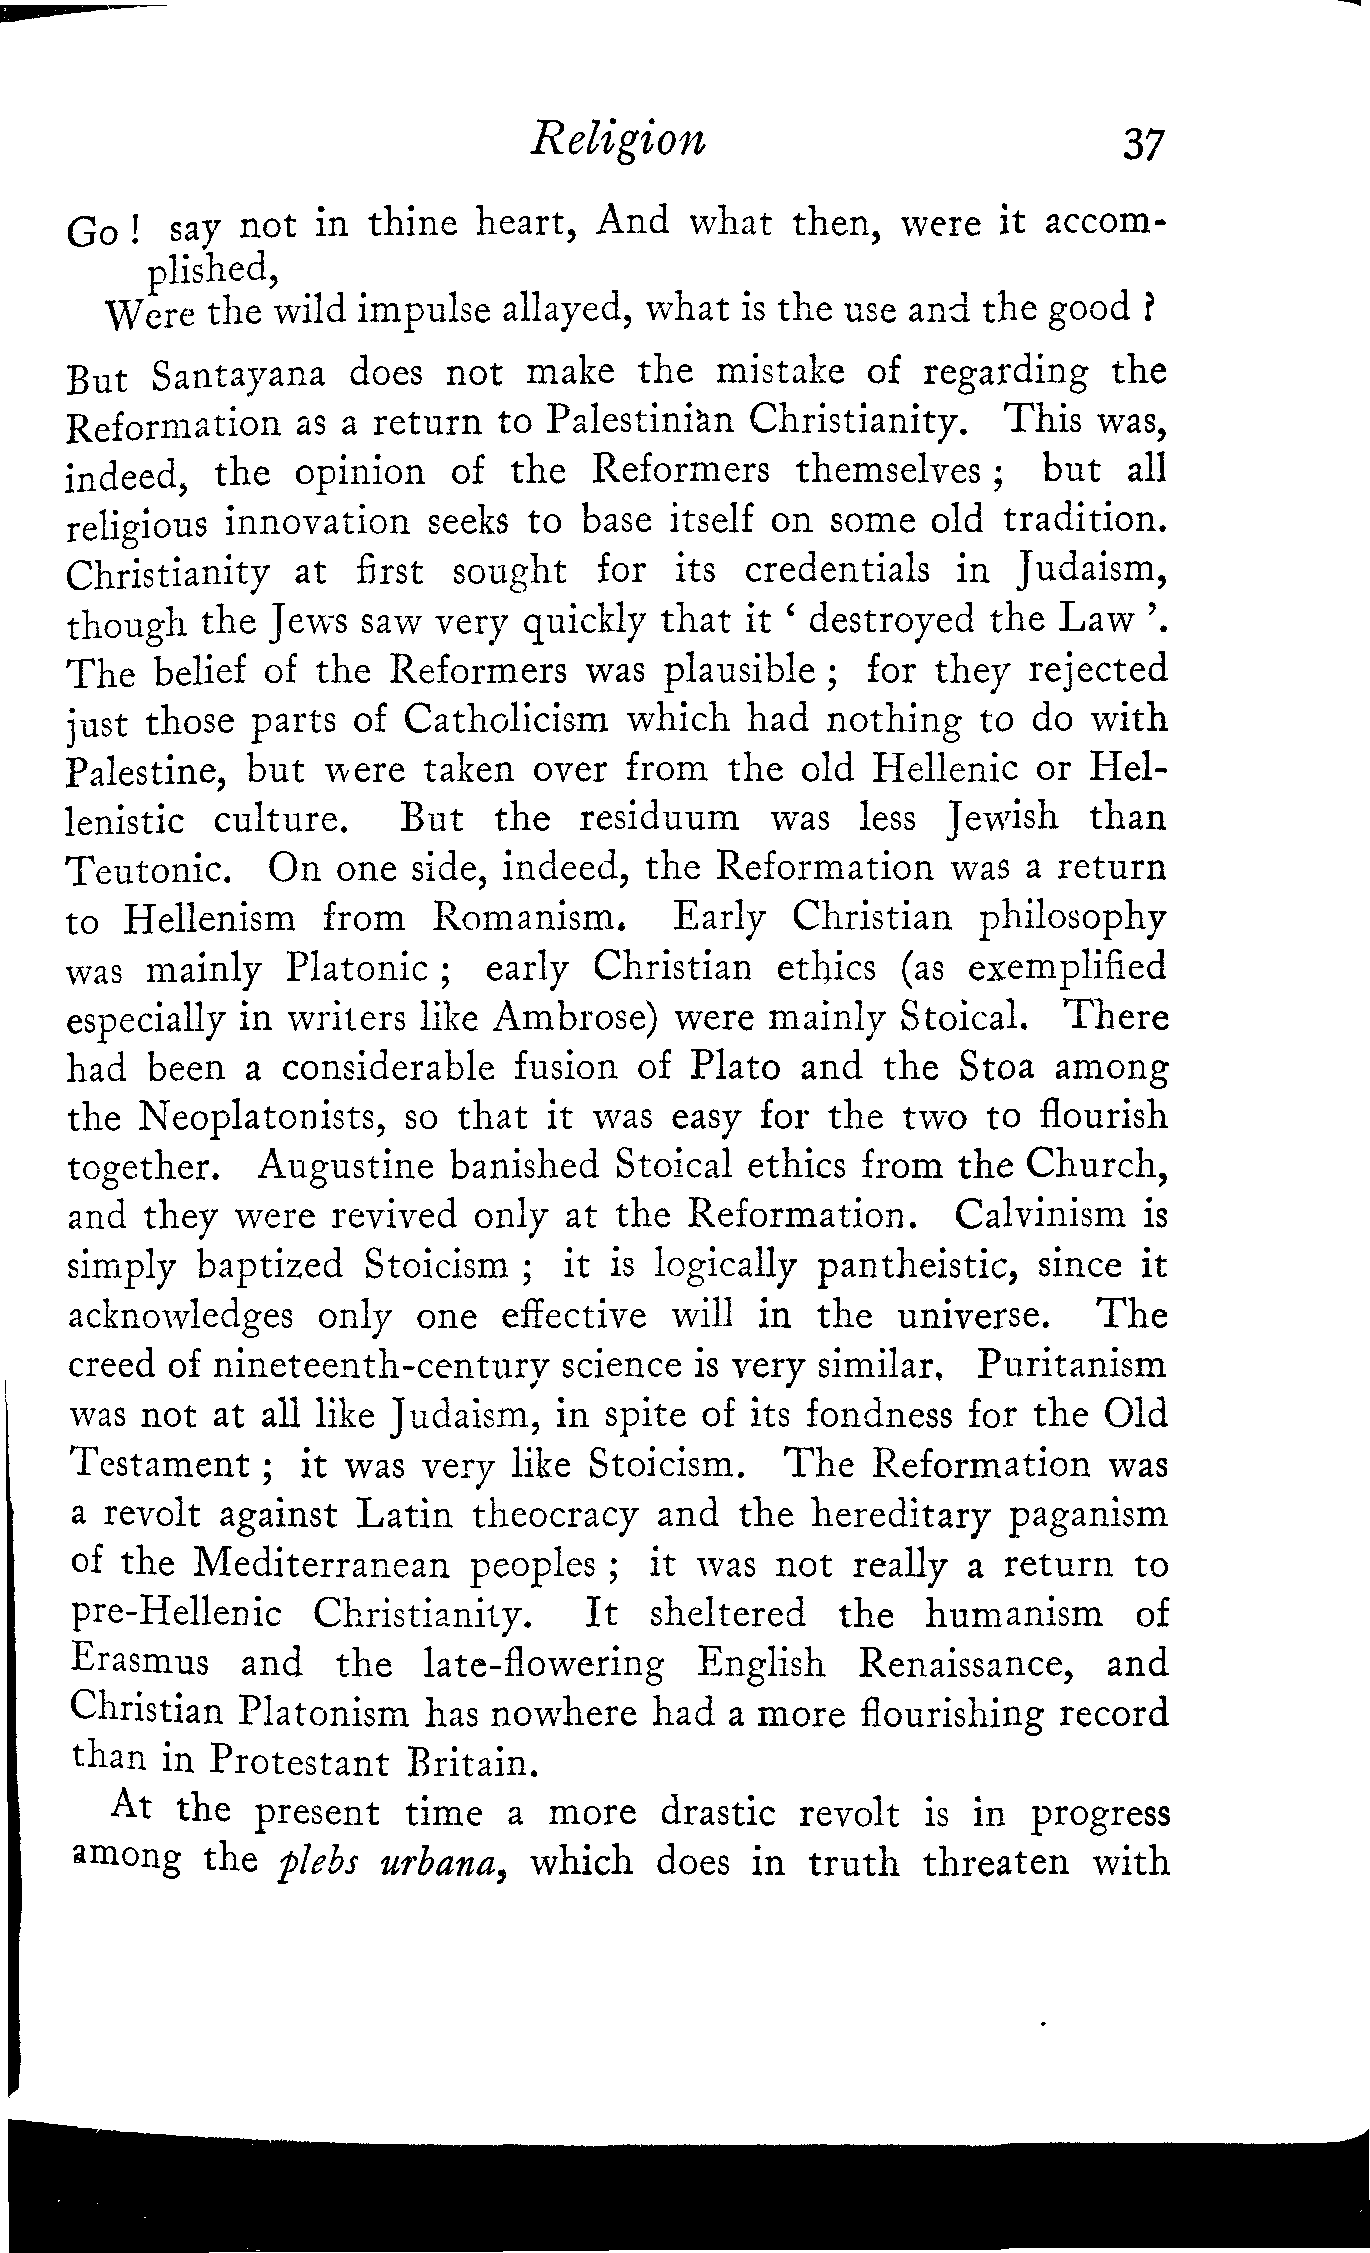 Religion 37
Go ! say not in thine heart, And what then, were it accom-
plished,
Were the wild impulse allayed, what is the use and the good ?
But Santayana does not make the mistake of regarding the
Reformation as a return to Palestinian Christianity. This was,
indeed, the opinion of the Reformers themselves ; but all
religious innovation seeks to base itself on some old tradition.
Christianity at first sought for its credentials in Judaism,
though the Jews saw very quickly that it ‘ destroyed the Law ’.
The belief of the Reformers was plausible ; for they rejected
just those parts of Catholicism which had nothing to do with
Palestine, but were taken over from the old Hellenic or Hel-
lenistic culture. But the residuum was less Jewish than
Teutonic. On one side, indeed, the Reformation was a return
to Hellenism from Romanism. Early Christian philosophy
was mainly Platonic ; early Christian ethics (as exemplified
especially in writers like Ambrose) were mainly Stoical. There
had been a considerable fusion of Plato and the Stoa among
the Neoplatonists, so that it was easy for the two to flourish
together. Augustine banished Stoical ethics from the Church,
and they were revived only at the Reformation. Calvinism is
simply baptized Stoicism ; it is logically pantheistic, since it
acknowledges only one effective will in the universe. The
creed of nineteenth-century science is very similar. Puritanism
was not at all like Judaism, in spite of its fondness for the Old
Testament ; it was very like Stoicism. The Reformation was
a revolt against Latin theocracy and the hereditary paganism
of the Mediterranean peoples ; it was not really a return to
pre-Hellenic Christianity. It sheltered the humanism of
Erasmus and the late-flowering English Renaissance, and
Christian Platonism has nowhere had a more flourishing record
than in Protestant Britain.
At the present time a more drastic revolt is in progress
among the plebs urbana, which does in truth threaten with